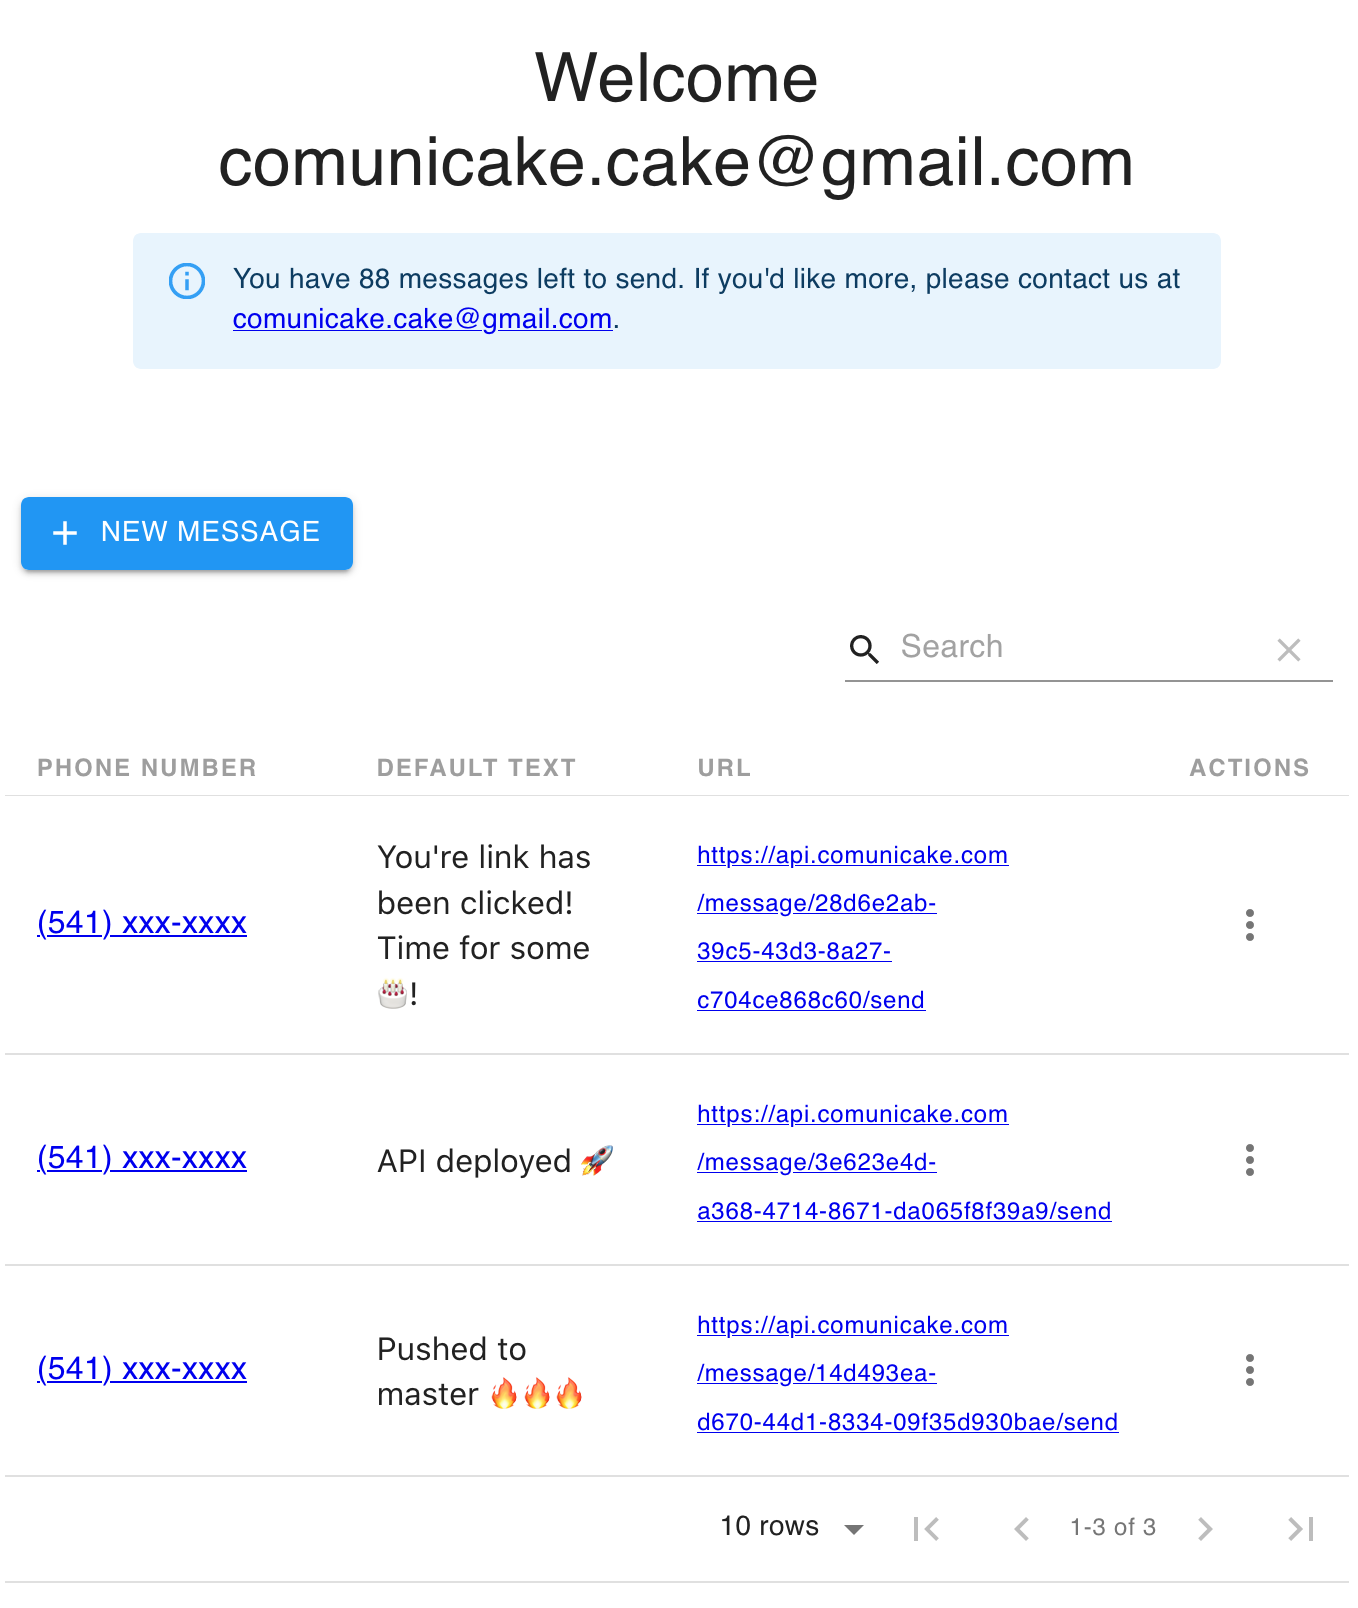 Welcome
comunicake.cake@gmail.com
You have 88 messages left to send. If you'd like more, please contact us at
comunicake.cake@gmail.com.
NEW MESSAGE
Search
PHONE NUMBER DEFAULT TEXT URL ACTIONS
(541) xxx-xxxx
You're link has
been clicked!
Time for some
🎂!
https://api.comunicake.com
/message/28d6e2ab-
39c5-43d3-8a27-
c704ce868c60/send
(541) xxx-xxxx
API deployed 🚀
https://api.comunicake.com
/message/3e623e4d-
a368-4714-8671-da065f8f39a9/send
(541) xxx-xxxx
Pushed to
master 🔥🔥🔥
https://api.comunicake.com
/message/14d493ea-
d670-44d1-8334-09f35d930bae/send
10 rows 1-3 of 3